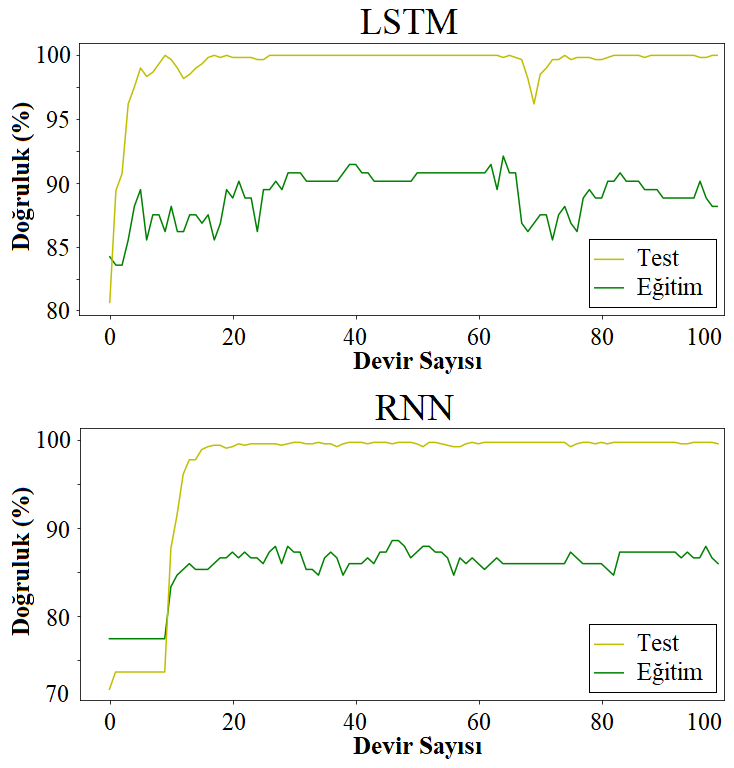 LSTM
100
95
90
85
80
Doğruluk (%)
Test
Eğitim
0 20 40 60 80 100
Devir Sayısı
RNN
100
90
80
70
Doğruluk (%)
Test
Eğitim
0 20 40 60 80 100
Devir Sayısı